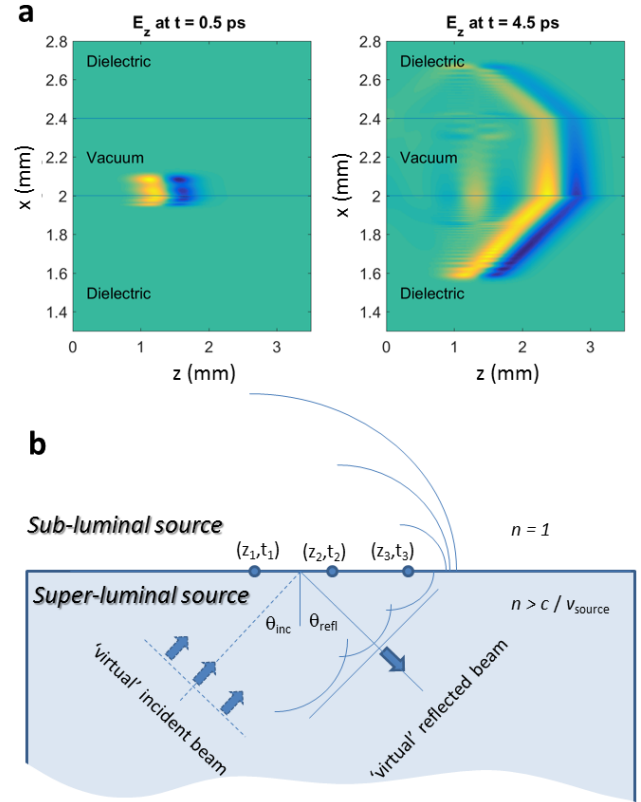 a
E_z at t = 0.5 ps
E_z at t = 4.5 ps
2.8
2.6
2.4
2.2
2
1.8
1.6
1.4
x (mm)
Dielectric
Vacuum
Dielectric
0
1
2
3
z (mm)
2.8
2.6
2.4
2.2
2
1.8
1.6
1.4
x (mm)
Dielectric
Vacuum
Dielectric
0
1
2
3
z (mm)
b
Sub-luminal source
n = 1
(z₁,t₁)
(z₂,t₂)
(z₃,t₃)
Super-luminal source
n > c / v_source
θ_inc
θ_refl
'virtual' incident beam
'virtual' reflected beam